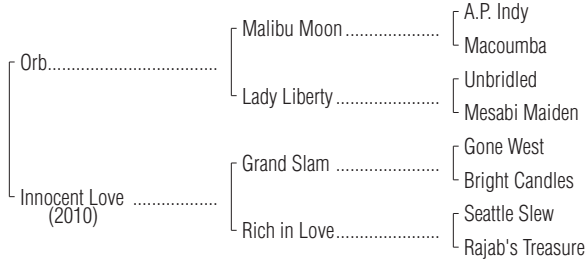 A.P. Indy
Malibu Moon ....................
Macoumba
Orb....................................
Unbridled
Lady Liberty ......................
Mesabi Maiden
Gone West
Grand Slam .......................
Bright Candles
Innocent Love ..................
(2010)
Seattle Slew
Rich in Love......................
Rajab's Treasure